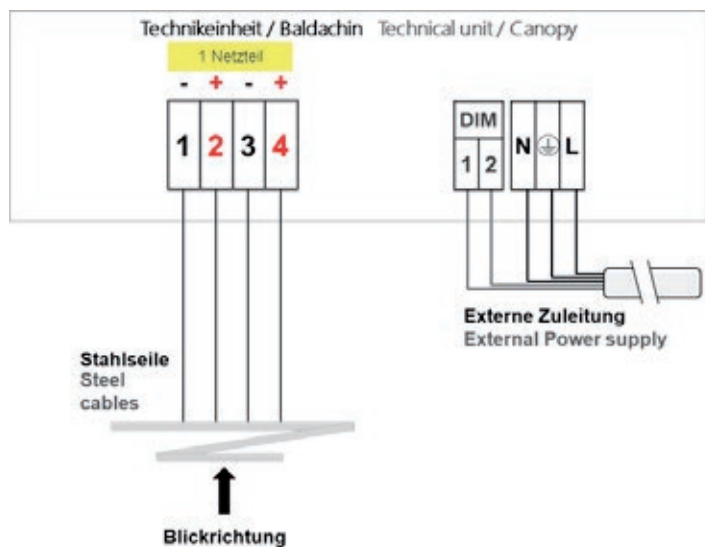 Technikeinheit / Baldachin Technical unit / Canopy
1 Netzteil
- + - +
1 2 3 4
DIM
1 2
N L
Externe Zuleitung
External Power supply
Stahlseile
Steel
cables
Blickrichtung